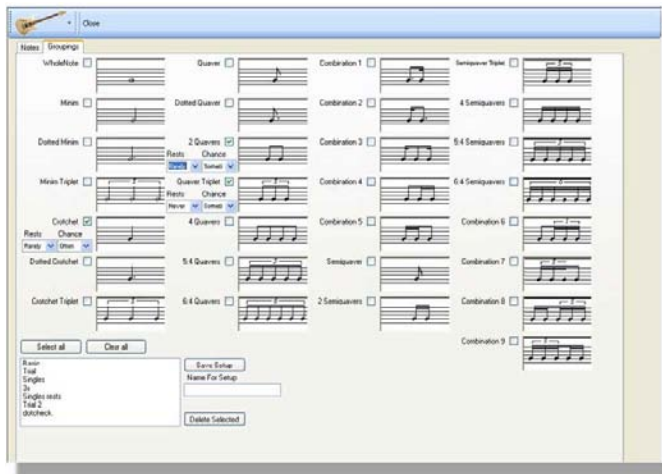 Close
Notes Groupings
WholeNote Quaver Combination 1 Semiquaver Triplet
Minim Dotted Quaver Combination 2 4 Semiquavers
Dotted Minim 2 Quavers Combination 3 5:4 Semiquavers
Rests Chance
Rarely Someti
Minim Triplet Quaver Triplet Combination 4 6:4 Semiquavers
Rests Chance
Never Someti
Crotchet 4 Quavers Combination 5 Combination 6
Rests Chance
Rarely Often
Dotted Crotchet 5:4 Quavers Semiquaver Combination 7
Crotchet Triplet 6:4 Quavers 2 Semiquavers Combination 8
Combination 9
Select all Clear all
Basic
Trial
Singles
3s
Singles rests
Trial 2
dotcheck
Save Setup
Name For Setup
Delete Selected